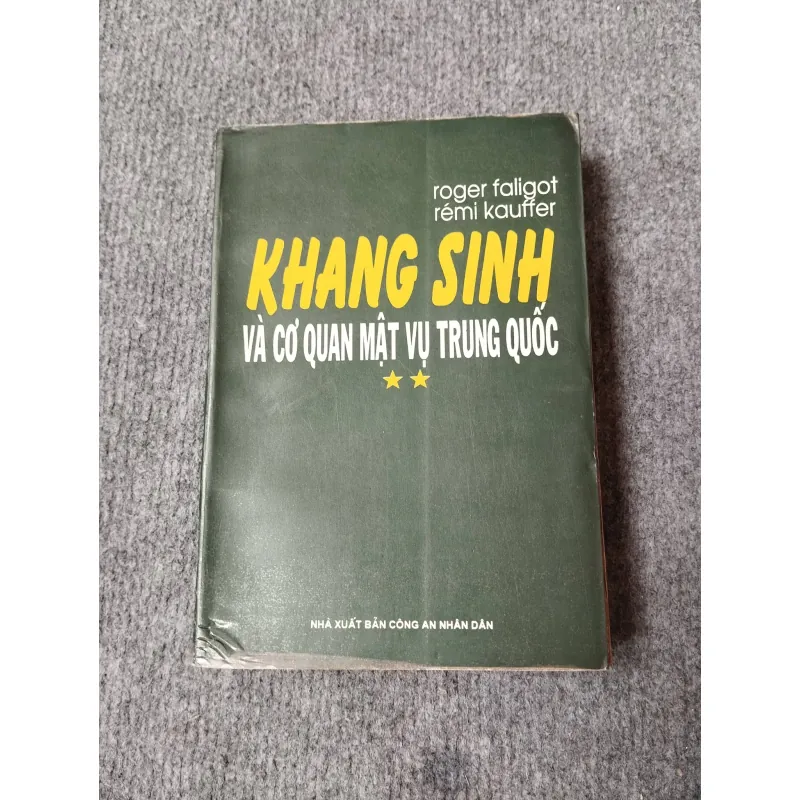 roger faligot
rémi kauffer
KHANG SINH
VÀ CƠ QUAN MẬT VỤ TRUNG QUỐC
NHÀ XUẤT BẢN CÔNG AN NHÂN DÂN